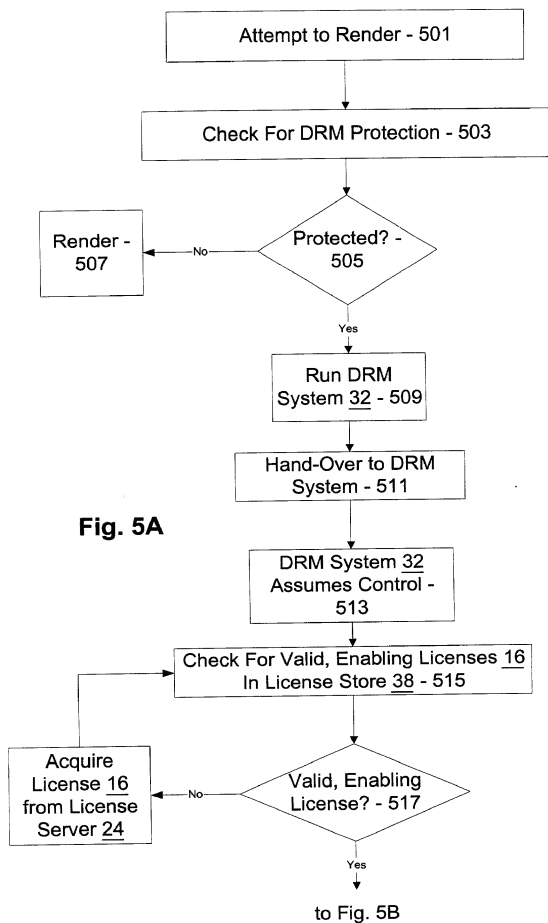 Attempt to Render - 501
Check For DRM Protection - 503
Protected? -
505
No
Render -
507
Yes
Run DRM
System 32 - 509
Hand-Over to DRM
System - 511
Fig. 5A
DRM System 32
Assumes Control -
513
Check For Valid, Enabling Licenses 16
In License Store 38 - 515
Valid, Enabling
License? - 517
No
Acquire
License 16
from License
Server 24
Yes
to Fig. 5B